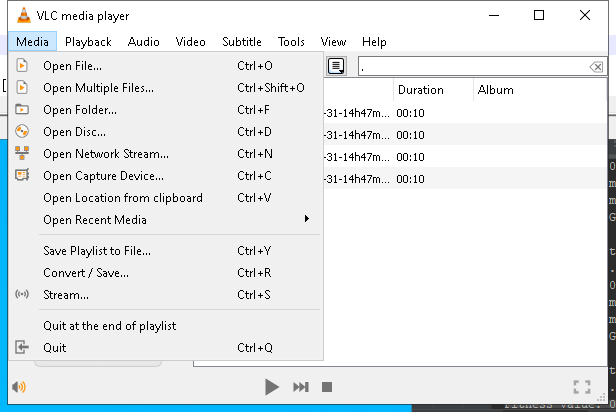 VLC media player
Media Playback Audio Video Subtitle Tools View Help
Open File... Ctrl+O
Open Multiple Files... Ctrl+Shift+O
Open Folder... Ctrl+F
Open Disc... Ctrl+D
Open Network Stream... Ctrl+N
Open Capture Device... Ctrl+C
Open Location from clipboard Ctrl+V
Open Recent Media
Save Playlist to File... Ctrl+Y
Convert / Save... Ctrl+R
Stream... Ctrl+S
Quit at the end of playlist
Quit Ctrl+Q
.
Duration Album
-31-14h47m... 00:10
-31-14h47m... 00:10
-31-14h47m... 00:10
-31-14h47m... 00:10